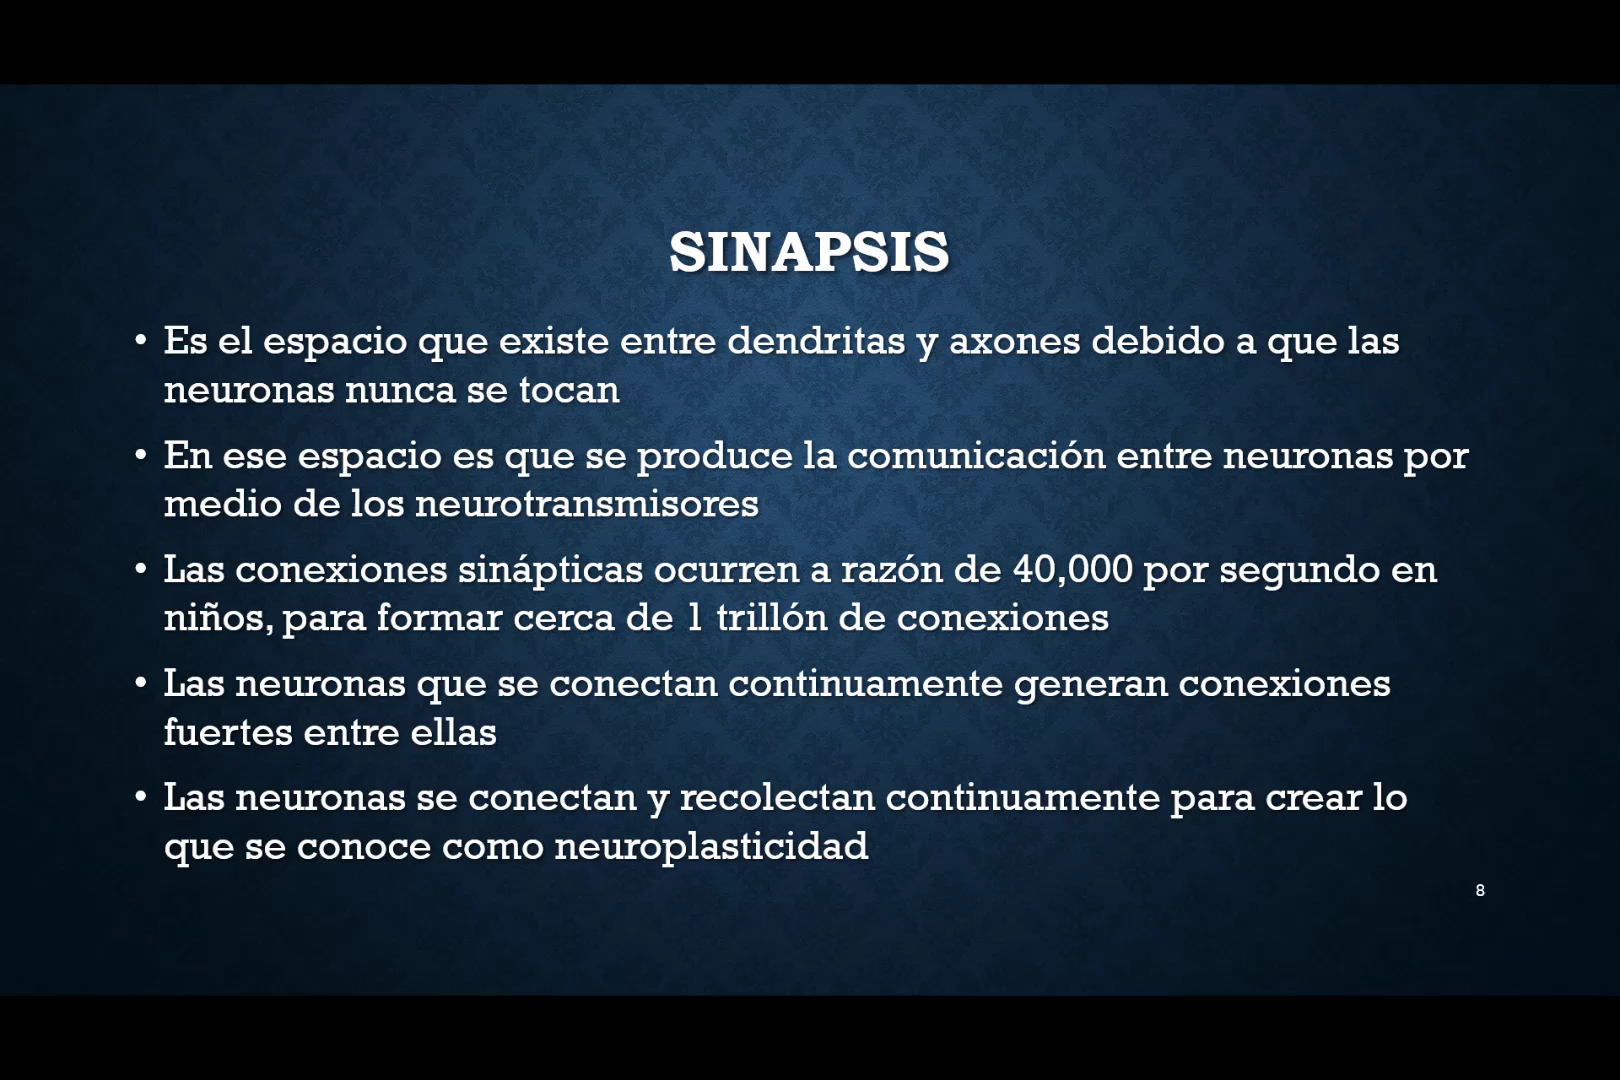 SINAPSIS
• Es el espacio que existe entre dendritas y axones debido a que las
neuronas nunca se tocan
• En ese espacio es que se produce la comunicación entre neuronas por
medio de los neurotransmisores
• Las conexiones sinápticas ocurren a razón de 40,000 por segundo en
niños, para formar cerca de 1 trillón de conexiones
• Las neuronas que se conectan continuamente generan conexiones
fuertes entre ellas
• Las neuronas se conectan y recolectan continuamente para crear lo
que se conoce como neuroplasticidad
8